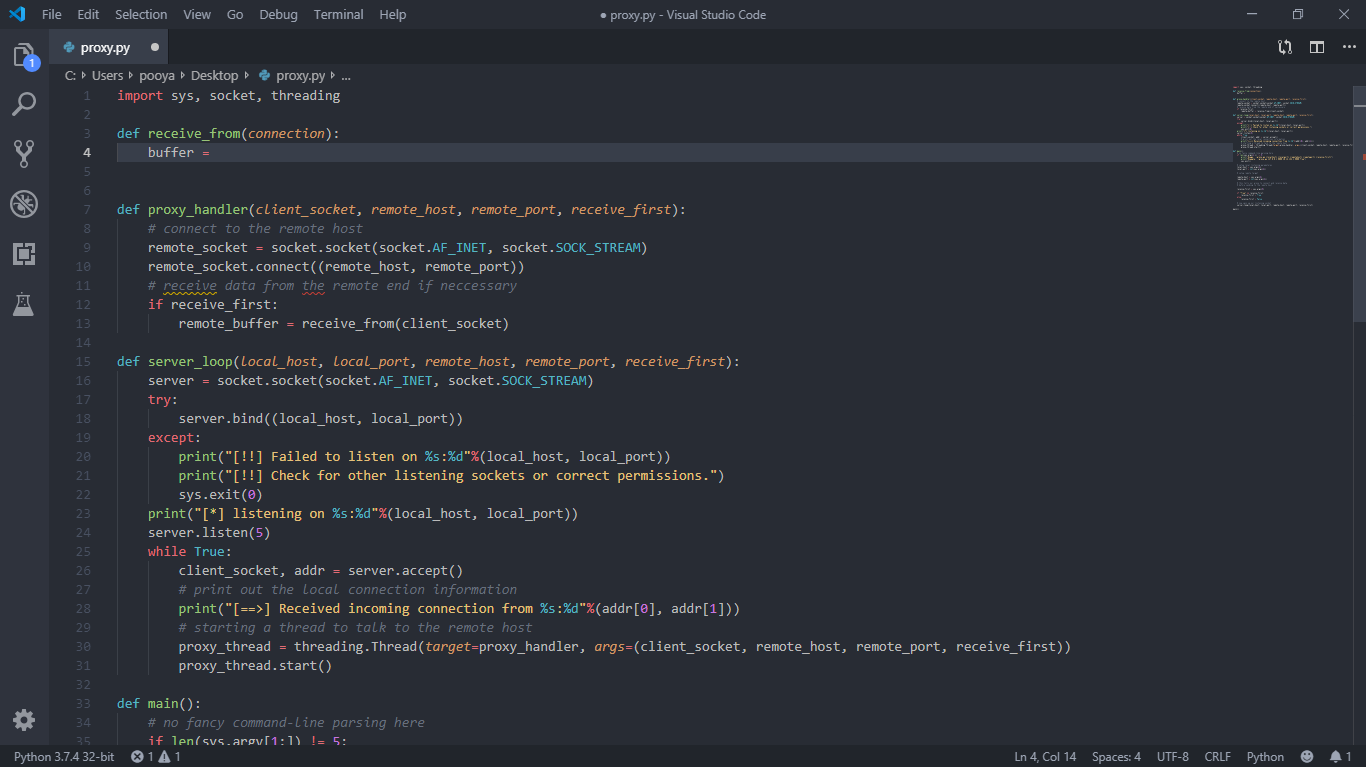 File Edit Selection View Go Debug Terminal Help ● proxy.py - Visual Studio Code
proxy.py ●
1
C: › Users › pooya › Desktop › proxy.py › ...
1 import sys, socket, threading
2
3 def receive_from(connection):
4     buffer =
5
6
7 def proxy_handler(client_socket, remote_host, remote_port, receive_first):
8     # connect to the remote host
9     remote_socket = socket.socket(socket.AF_INET, socket.SOCK_STREAM)
10     remote_socket.connect((remote_host, remote_port))
11     # receive data from the remote end if neccessary
12     if receive_first:
13         remote_buffer = receive_from(client_socket)
14
15 def server_loop(local_host, local_port, remote_host, remote_port, receive_first):
16     server = socket.socket(socket.AF_INET, socket.SOCK_STREAM)
17     try:
18         server.bind((local_host, local_port))
19     except:
20         print("[!!] Failed to listen on %s:%d"%(local_host, local_port))
21         print("[!!] Check for other listening sockets or correct permissions.")
22         sys.exit(0)
23     print("[*] listening on %s:%d"%(local_host, local_port))
24     server.listen(5)
25     while True:
26         client_socket, addr = server.accept()
27         # print out the local connection information
28         print("[==>] Received incoming connection from %s:%d"%(addr[0], addr[1]))
29         # starting a thread to talk to the remote host
30         proxy_thread = threading.Thread(target=proxy_handler, args=(client_socket, remote_host, remote_port, receive_first))
31         proxy_thread.start()
32
33 def main():
34     # no fancy command-line parsing here
35     if len(sys.argv[1:]) != 5:
Python 3.7.4 32-bit 1 1 Ln 4, Col 14 Spaces: 4 UTF-8 CRLF Python 1